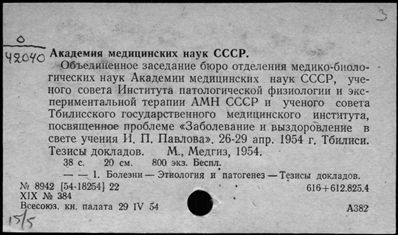 3
0
42040
Академия медицинских наук СССР.
Объединенное заседание бюро отделения медико-биоло-
гических наук Академии медицинских наук СССР, уче-
ного совета Института патологической физиологии и экс-
периментальной терапии АМН СССР и ученого совета
Тбилисского государственного медицинского института,
посвященное проблеме «Заболевание и выздоровление в
свете учения И. П. Павлова». 26-29 апр. 1954 г. Тбилиси.
Тезисы докладов. М., Медгиз, 1954.
38 с. 20 см. 800 экз. Беспл.
— — 1. Болезни — Этиология и патогенез — Тезисы докладов.
№ 8942 [54-18254] 22 616+612.825.4
XIX № 384
Всесоюз. кн. палата 29 IV 54 А382
15/5